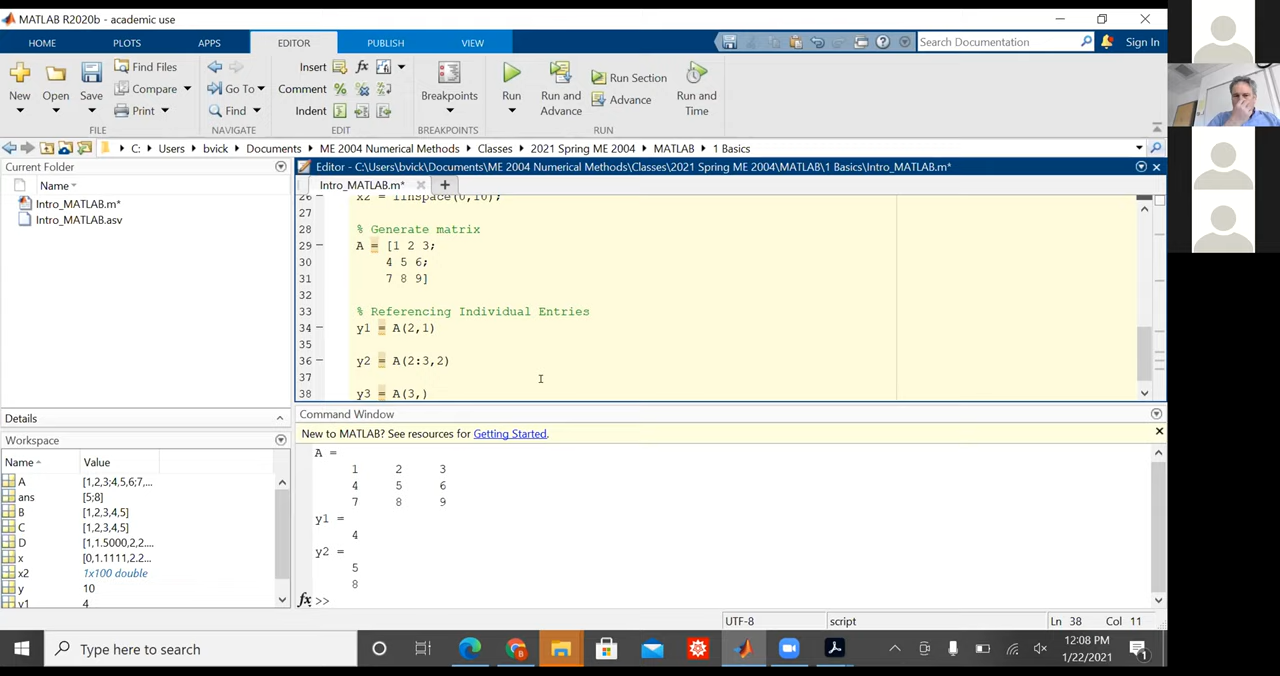 MATLAB R2020b - academic use
HOME PLOTS APPS EDITOR PUBLISH VIEW Search Documentation Sign In
New Open Save Find Files Compare Print Go To Find Insert fx Comment % Indent Breakpoints Run Run and Advance Run Section Advance Run and Time
FILE NAVIGATE EDIT BREAKPOINTS RUN
C: Users bvick Documents ME 2004 Numerical Methods Classes 2021 Spring ME 2004 MATLAB 1 Basics
Current Folder
Name
Intro_MATLAB.m*
Intro_MATLAB.asv
Details
Workspace
Name Value
A [1,2,3;4,5,6;7,...
ans [5;8]
B [1,2,3,4,5]
C [1,2,3,4,5]
D [1,1.5000,2,2....
x [0,1.1111,2.2...
x2 1x100 double
y 10
y1 4
Editor - C:\Users\bvick\Documents\ME 2004 Numerical Methods\Classes\2021 Spring ME 2004\MATLAB\1 Basics\Intro_MATLAB.m*
Intro_MATLAB.m* +
26 x2 = linspace(0,10);
27
28 % Generate matrix
29 A = [1 2 3;
30 4 5 6;
31 7 8 9]
32
33 % Referencing Individual Entries
34 y1 = A(2,1)
35
36 y2 = A(2:3,2)
37
38 y3 = A(3,)
Command Window
New to MATLAB? See resources for Getting Started.
A =
1 2 3
4 5 6
7 8 9
y1 =
4
y2 =
5
8
fx >>
UTF-8 script Ln 38 Col 11
Type here to search
12:08 PM
1/22/2021